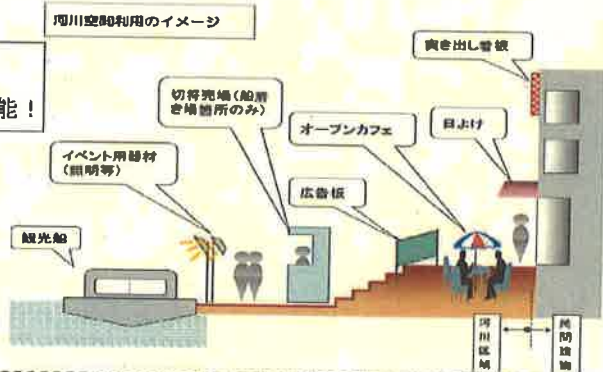 河川空間利用のイメージ
能！
突き出し看板
切符売場（船着
き場箇所のみ）
オープンカフェ
日よけ
イベント用器材
（照明等）
広告板
観光船
河川区域
民間建物